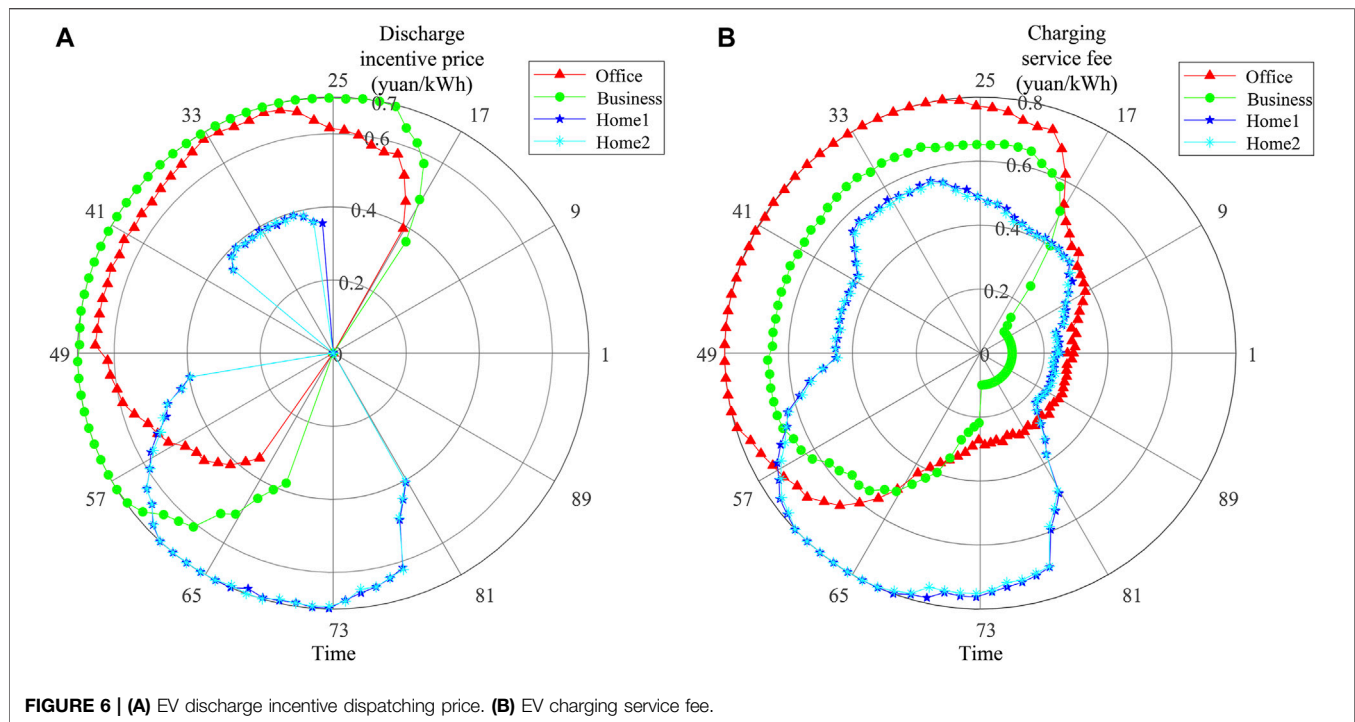 A
Discharge
incentive price
(yuan/kWh)
25
17
33
9
41
1
49
57
89
65
81
73
0.7
0.6
0.4
0.2
0
Time
Office
Business
Home1
Home2
B
Charging
service fee
(yuan/kWh)
25
17
33
9
41
1
49
57
89
65
81
73
0.8
0.6
0.4
0.2
0
Time
Office
Business
Home1
Home2
FIGURE 6 | (A) EV discharge incentive dispatching price. (B) EV charging service fee.